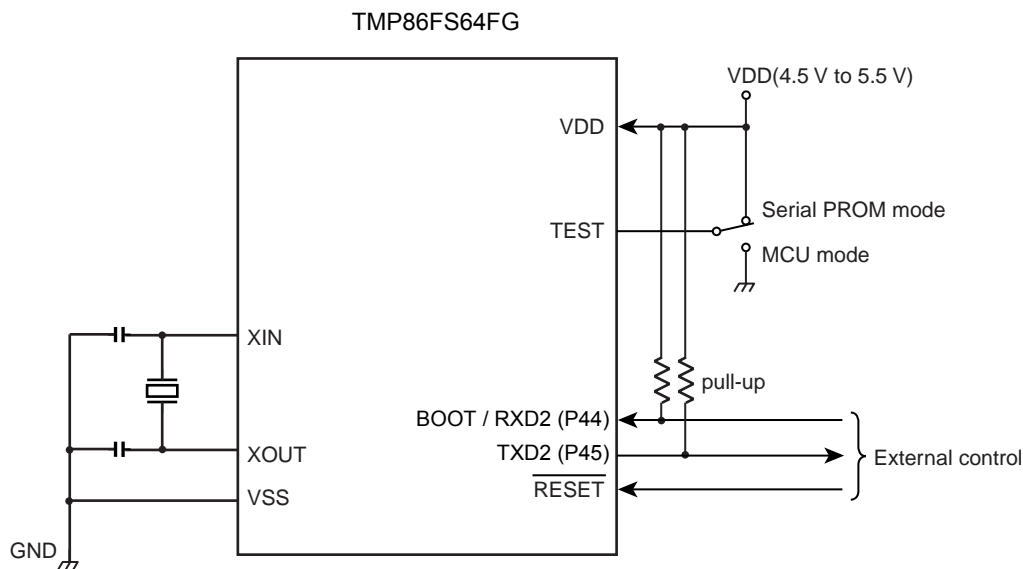 TMP86FS64FG
VDD(4.5 V to 5.5 V)
VDD
Serial PROM mode
TEST
MCU mode
XIN
pull-up
BOOT / RXD2 (P44)
XOUT
TXD2 (P45)
External control
RESET
VSS
GND